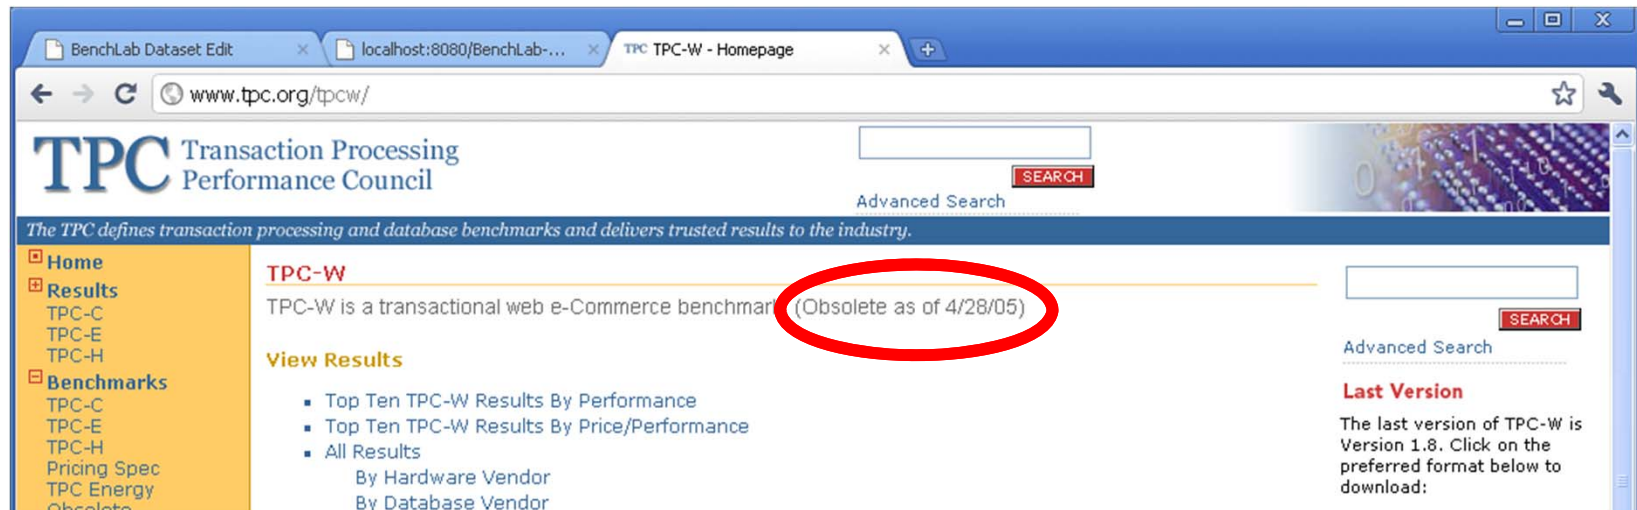 BenchLab Dataset Edit
localhost:8080/BenchLab-...
TPC TPC-W - Homepage
www.tpc.org/tpcw/
TPC Transaction Processing
Performance Council
SEARCH
Advanced Search
The TPC defines transaction processing and database benchmarks and delivers trusted results to the industry.
Home
Results
TPC-C
TPC-E
TPC-H
Benchmarks
TPC-C
TPC-E
TPC-H
Pricing Spec
TPC Energy
Obsolete
TPC-W
TPC-W is a transactional web e-Commerce benchmark (Obsolete as of 4/28/05)
View Results
Top Ten TPC-W Results By Performance
Top Ten TPC-W Results By Price/Performance
All Results
By Hardware Vendor
By Database Vendor
SEARCH
Advanced Search
Last Version
The last version of TPC-W is
Version 1.8. Click on the
preferred format below to
download: